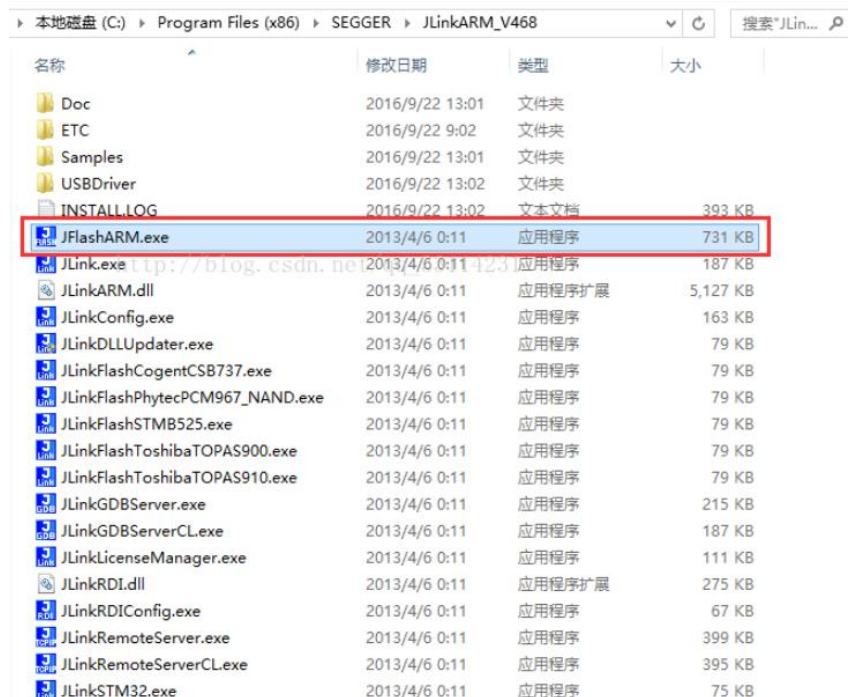 本地磁盘 (C:) Program Files (x86) SEGGER JLinkARM_V468 搜索"JLin...
名称 修改日期 类型 大小
Doc 2016/9/22 13:01 文件夹
ETC 2016/9/22 9:02 文件夹
Samples 2016/9/22 13:01 文件夹
USBDriver 2016/9/22 13:02 文件夹
INSTALL.LOG 2016/9/22 13:02 文本文档 393 KB
JFlashARM.exe 2013/4/6 0:11 应用程序 731 KB
JLink.exe 2013/4/6 0:11 应用程序 187 KB
JLinkARM.dll 2013/4/6 0:11 应用程序扩展 5,127 KB
JLinkConfig.exe 2013/4/6 0:11 应用程序 163 KB
JLinkDLLUpdater.exe 2013/4/6 0:11 应用程序 79 KB
JLinkFlashCogentCSB737.exe 2013/4/6 0:11 应用程序 79 KB
JLinkFlashPhytecPCM967_NAND.exe 2013/4/6 0:11 应用程序 79 KB
JLinkFlashSTMB525.exe 2013/4/6 0:11 应用程序 79 KB
JLinkFlashToshibaTOPAS900.exe 2013/4/6 0:11 应用程序 79 KB
JLinkFlashToshibaTOPAS910.exe 2013/4/6 0:11 应用程序 79 KB
JLinkGDBServer.exe 2013/4/6 0:11 应用程序 215 KB
JLinkGDBServerCL.exe 2013/4/6 0:11 应用程序 187 KB
JLinkLicenseManager.exe 2013/4/6 0:11 应用程序 111 KB
JLinkRDI.dll 2013/4/6 0:11 应用程序扩展 275 KB
JLinkRDIConfig.exe 2013/4/6 0:11 应用程序 67 KB
JLinkRemoteServer.exe 2013/4/6 0:11 应用程序 399 KB
JLinkRemoteServerCL.exe 2013/4/6 0:11 应用程序 395 KB
JLinkSTM32.exe 2013/4/6 0:11 应用程序 75 KB